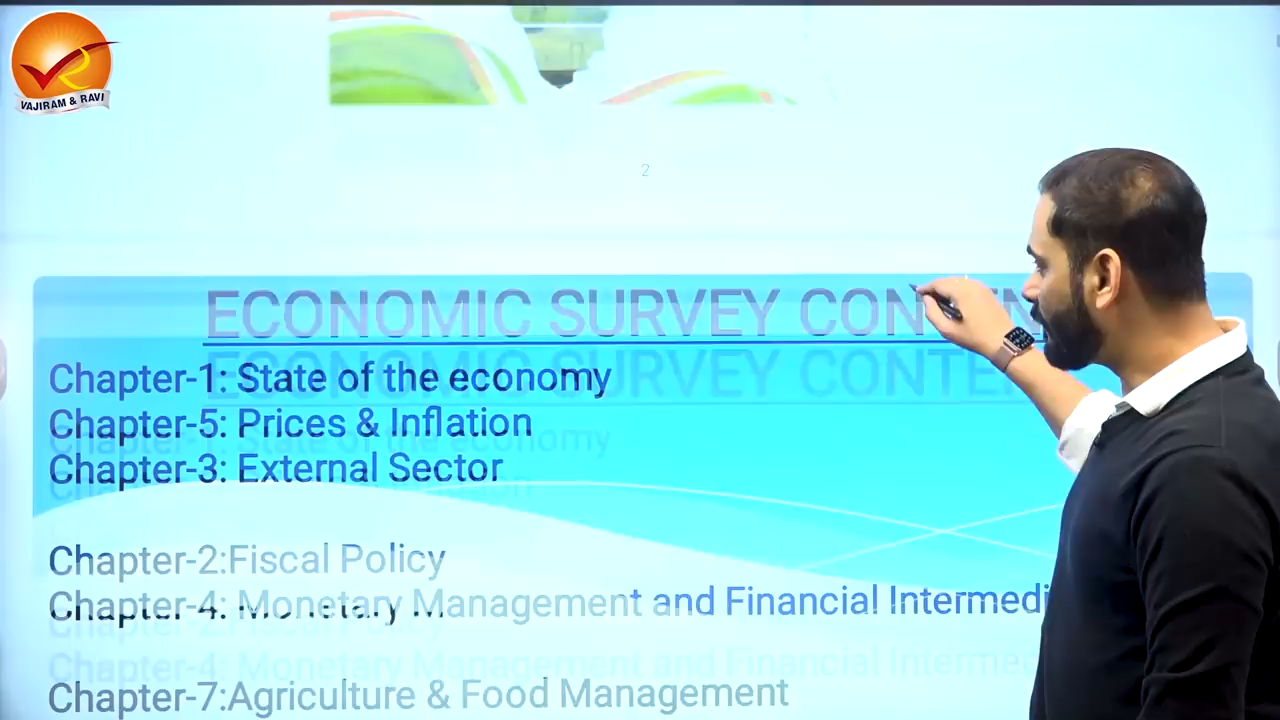 VAJIRAM & RAVI
2
ECONOMIC SURVEY CONTEN
Chapter-1: State of the economy
Chapter-5: Prices & Inflation
Chapter-3: External Sector
Chapter-2:Fiscal Policy
Chapter-4: Monetary Management and Financial Intermedi
Chapter-7:Agriculture & Food Management